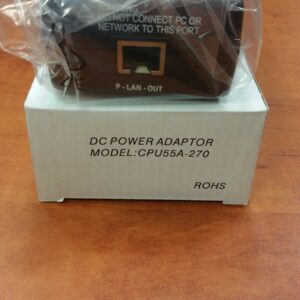 NOT CONNECT PC OR
NETWORK TO THIS PORT
P - LAN - OUT
DC POWER ADAPTOR
MODEL:CPU55A-270
ROHS